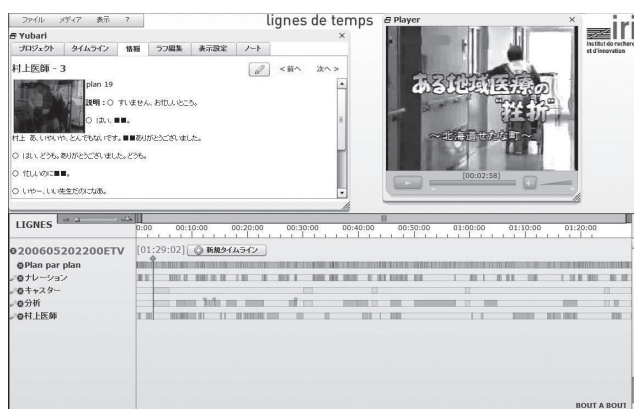 ファイル メディア 表示 ?
lignes de temps
iri
Institut de recherche
et d'innovation
Yubari
プロジェクト タイムライン 情報 ラフ編集 表示設定 ノート
村上医師 - 3
<前へ 次へ>
plan 19
説明:○ すいません、お忙しいところ。
○ はい、■■。
村上 あ、いやいや、とんでもないです。■■ありがとうございました。
○ はい、どうも。ありがとうございました。どうも。
○ 忙しいのに■■。
○ いやー、いい先生だのになあ。
Player
ある地域医療の
"挫折"
~北海道せたな町~
[00:02:58]
LIGNES
0:00 00:10:00 00:20:00 00:30:00 00:40:00 00:50:00 01:00:00 01:10:00 01:20:00
200605202200ETV
[01:29:02] 新規タイムライン
Plan par plan
ナレーション
キャスター
分析
村上医師
BOUT A BOUT